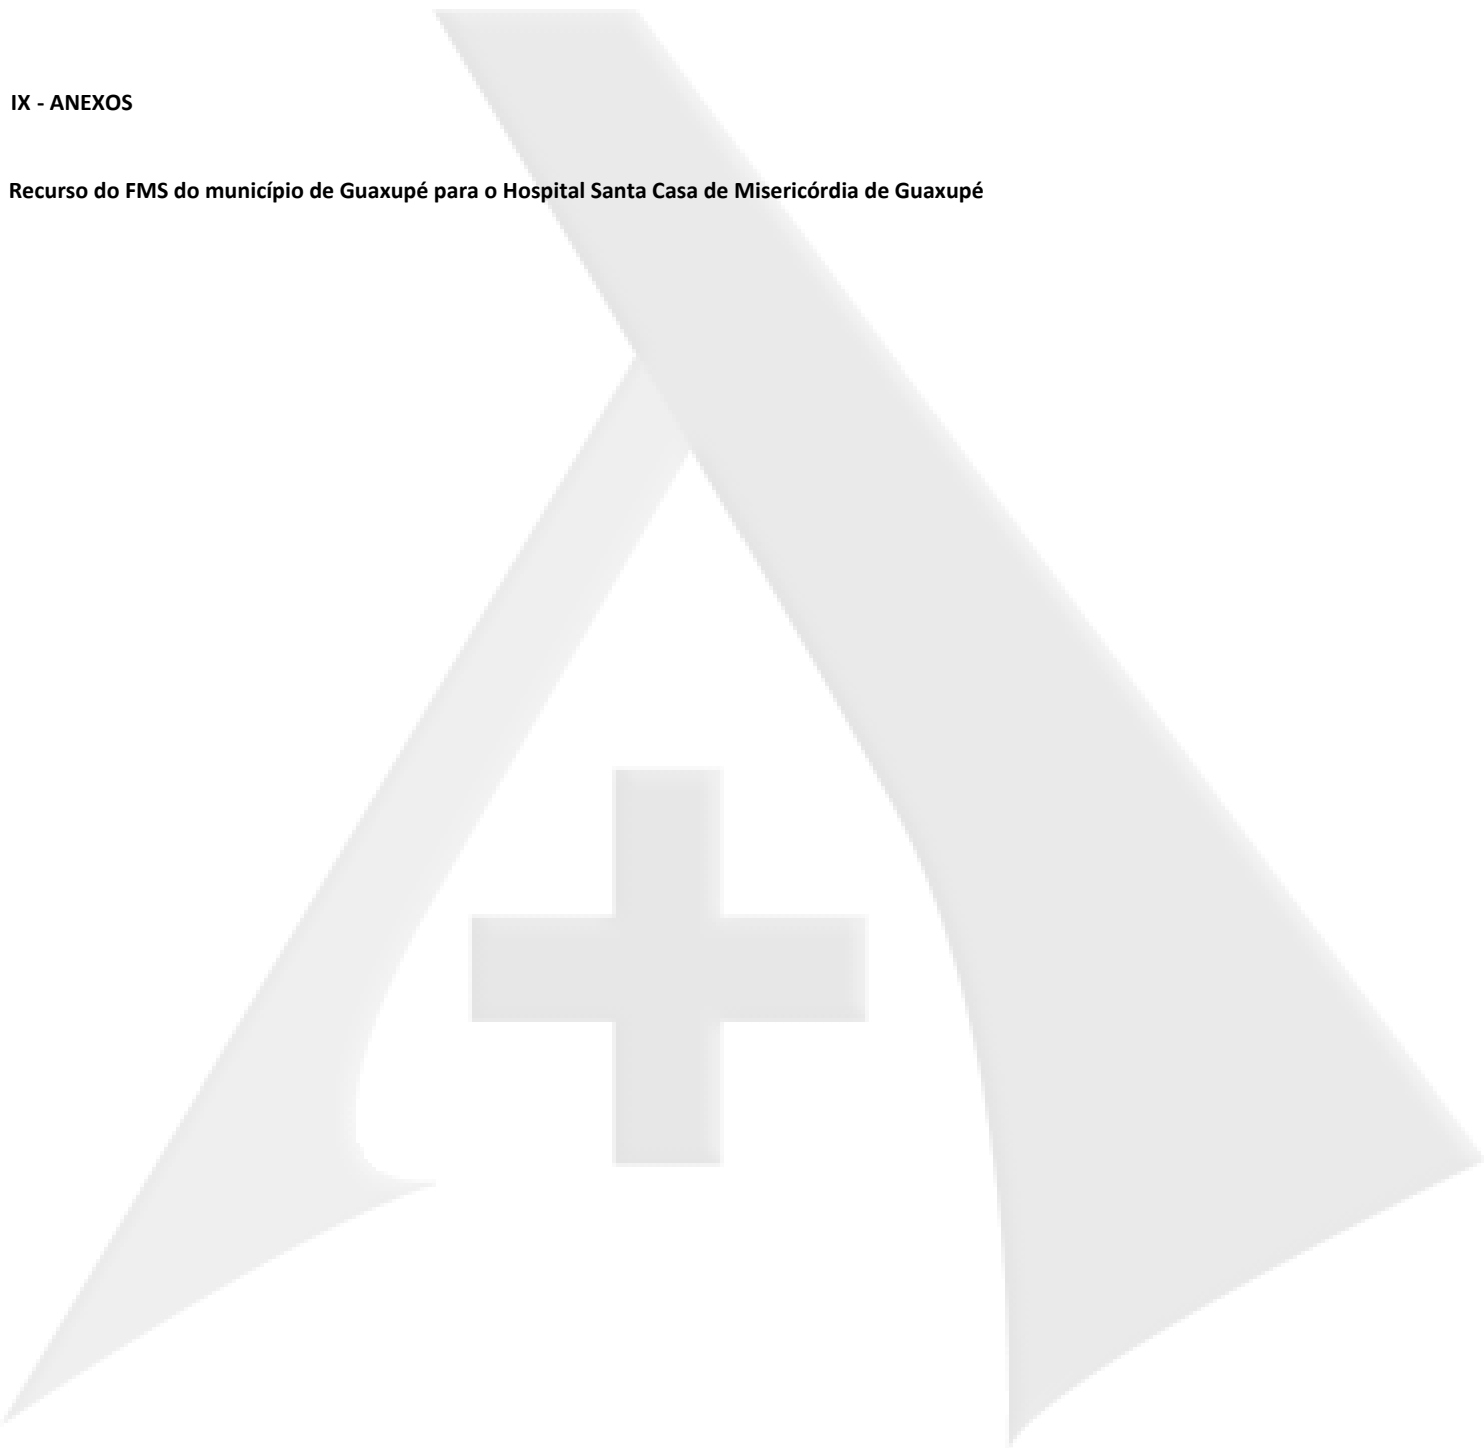 IX - ANEXOS
Recurso do FMS do município de Guaxupé para o Hospital Santa Casa de Misericórdia de Guaxupé